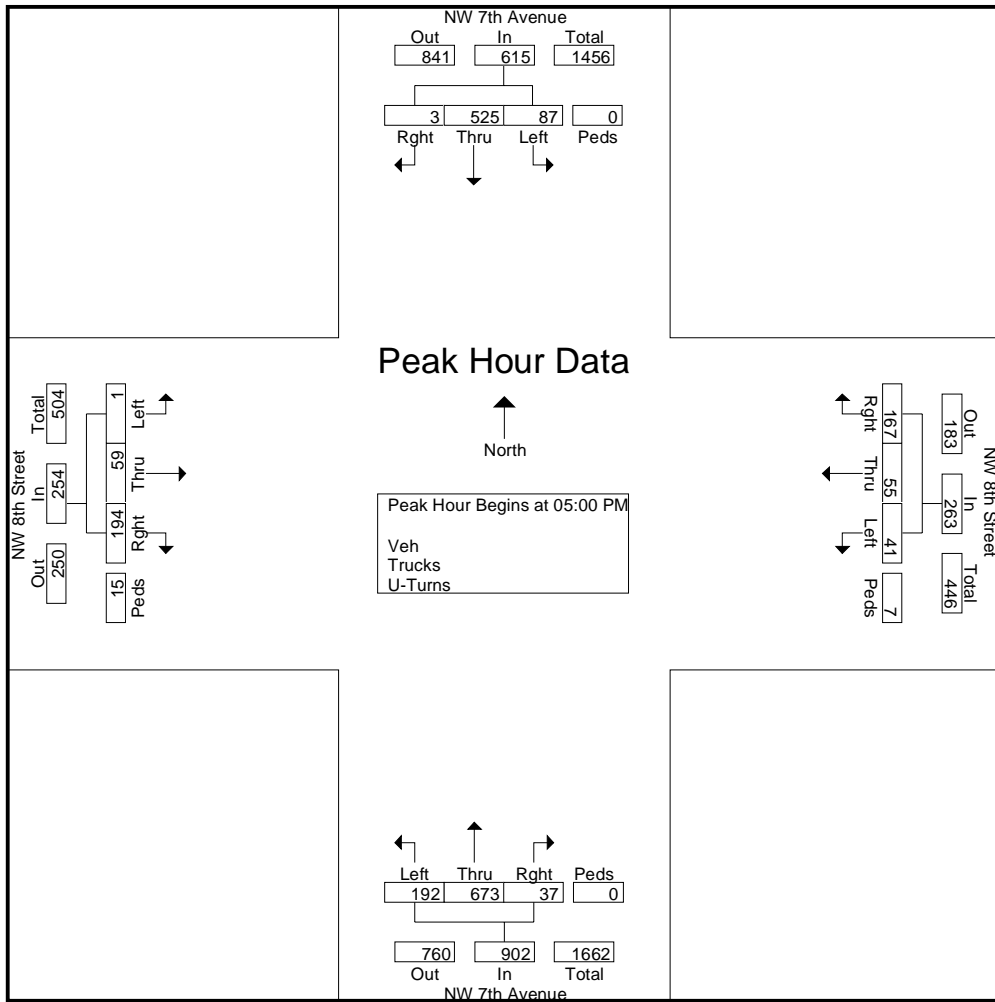 NW 7th Avenue
Out In Total
841 615 1456
3 525 87 0
Rght Thru Left Peds
Peak Hour Data
North
Peak Hour Begins at 05:00 PM
Veh
Trucks
U-Turns
NW 8th Street
Total In Out
504 254 250
1 59 194 15
Left Thru Rght Peds
NW 8th Street
Out In Total
183 263 446
167 55 41 7
Rght Thru Left Peds
Left Thru Rght Peds
192 673 37 0
760 902 1662
Out In Total
NW 7th Avenue